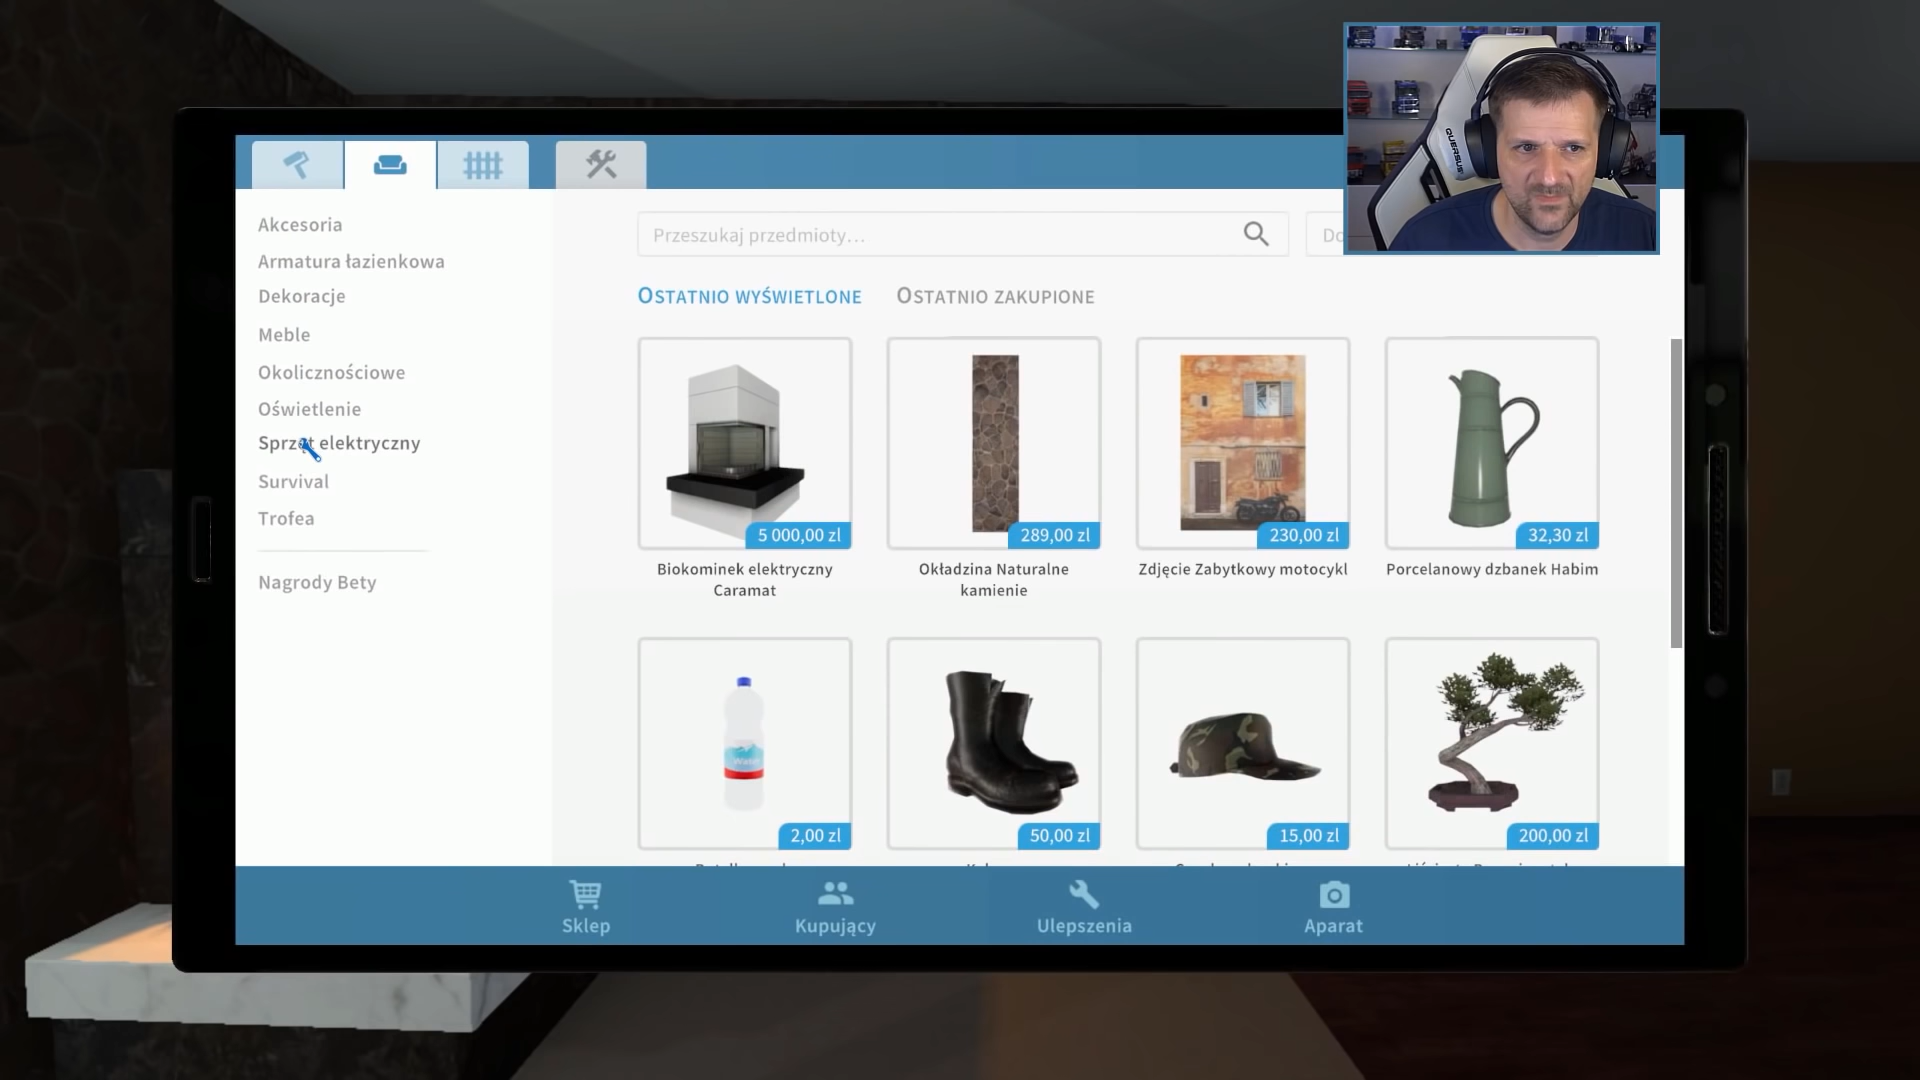 QUERSUS
Akcesoria
Armatura łazienkowa
Dekoracje
Meble
Okolicznościowe
Oświetlenie
Sprzęt elektryczny
Survival
Trofea
Nagrody Bety
Przeszukaj przedmioty...
OSTATNIO WYŚWIETLONE OSTATNIO ZAKUPIONE
5 000,00 zl 289,00 zl 230,00 zl 32,30 zl
Biokominek elektryczny Okładzina Naturalne Zdjęcie Zabytkowy motocykl Porcelanowy dzbanek Habim
Caramat kamienie
Water
2,00 zl 50,00 zl 15,00 zl 200,00 zl
Sklep Kupujący Ulepszenia Aparat